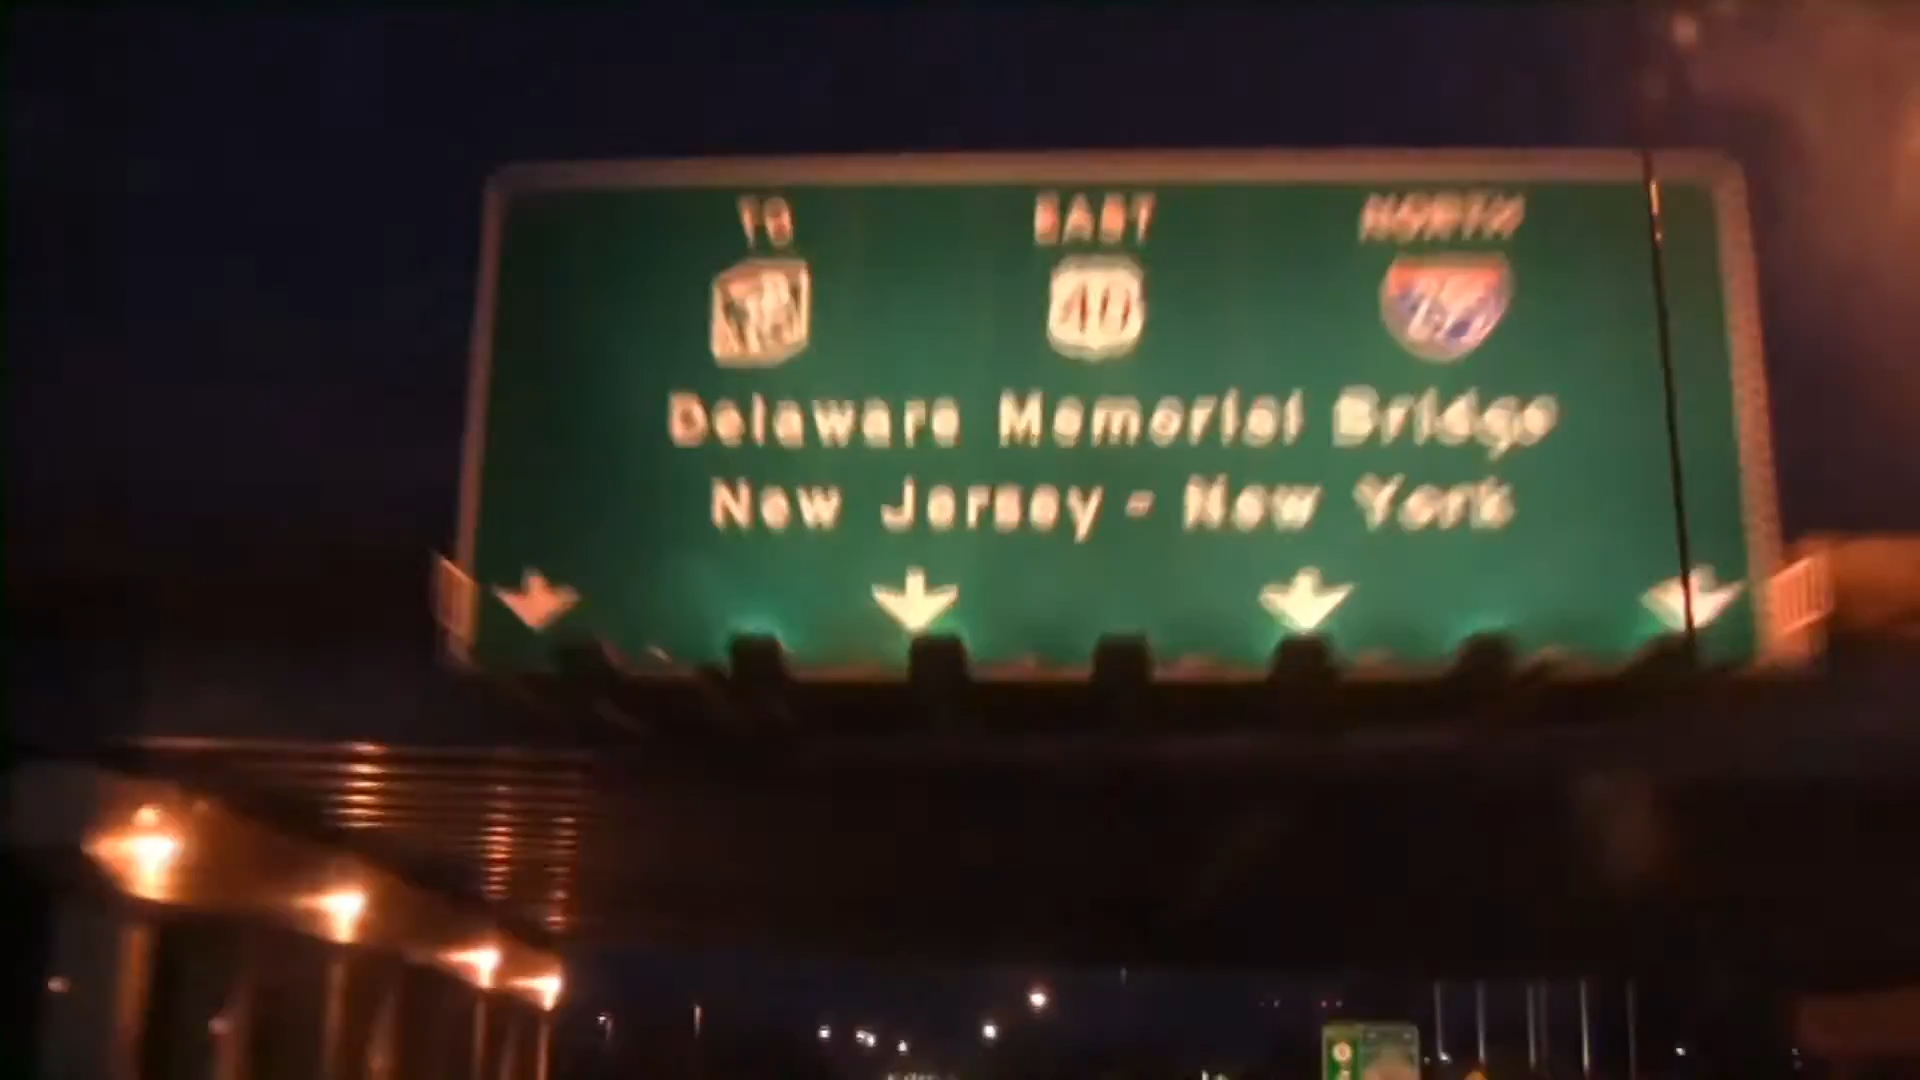 TO EAST NORTH
40
Delaware Memorial Bridge
New Jersey - New York